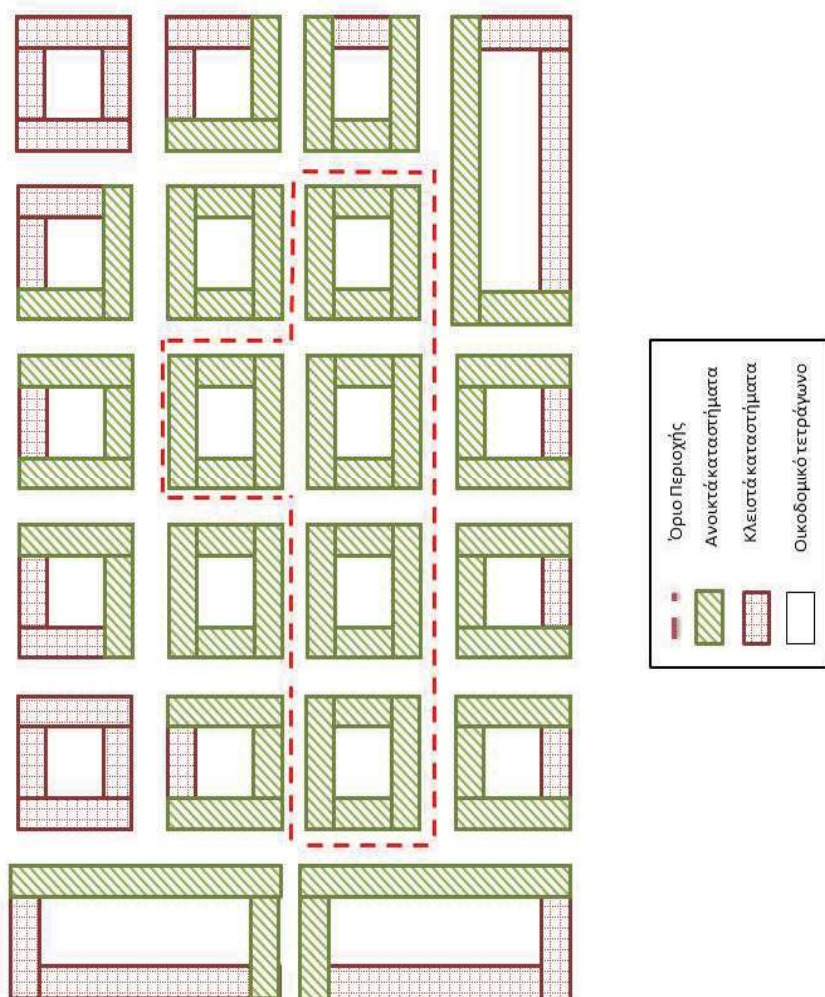 Όριο Περιοχής
Ανοικτά καταστήματα
Κλειστά καταστήματα
Οικοδομικό τετράγωνο